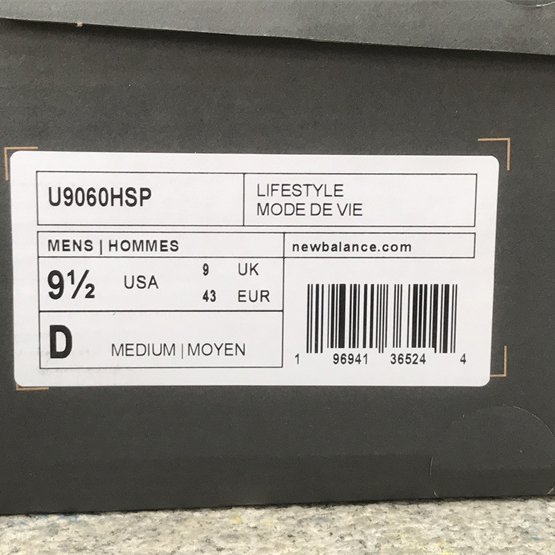 U9060HSP
LIFESTYLE
MODE DE VIE
MENS | HOMMES
newbalance.com
9½ USA
9 UK
43 EUR
D MEDIUM | MOYEN
1 96941 36524 4